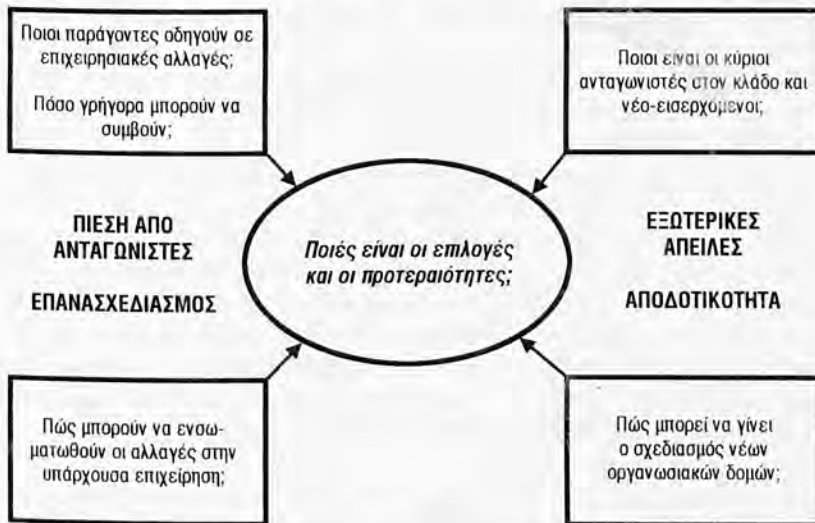 Ποιοι παράγοντες οδηγούν σε
επιχειρησιακές αλλαγές;
Πόσο γρήγορα μπορούν να
συμβούν;
Ποιοι είναι οι κύριοι
ανταγωνιστές στον κλάδο και
νέο-εισερχόμενοι;
ΠΙΕΣΗ ΑΠΟ
ΑΝΤΑΓΩΝΙΣΤΕΣ
ΕΠΑΝΑΣΧΕΔΙΑΣΜΟΣ
Ποιές είναι οι επιλογές
και οι προτεραιότητες;
ΕΞΩΤΕΡΙΚΕΣ
ΑΠΕΙΛΕΣ
ΑΠΟΔΟΤΙΚΟΤΗΤΑ
Πώς μπορούν να ενσω-
ματωθούν οι αλλαγές στην
υπάρχουσα επιχείρηση;
Πώς μπορεί να γίνει
ο σχεδιασμός νέων
οργανωσιακών δομών;